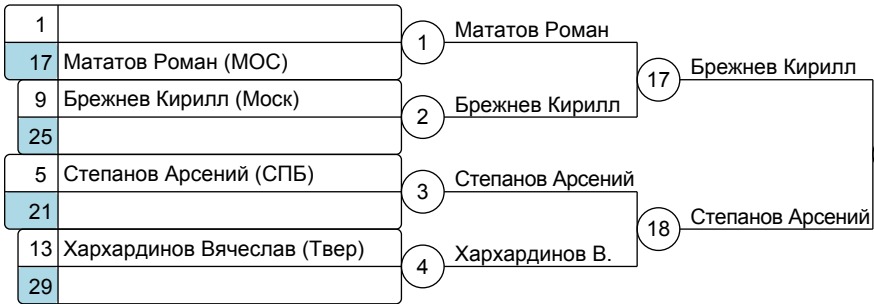 1
17 Мататов Роман (МОС)
9 Брежнев Кирилл (Моск)
25
5 Степанов Арсений (СПБ)
21
13 Хархардинов Вячеслав (Твер)
29
1 Мататов Роман
2 Брежнев Кирилл
3 Степанов Арсений
4 Хархардинов В.
17 Брежнев Кирилл
18 Степанов Арсений